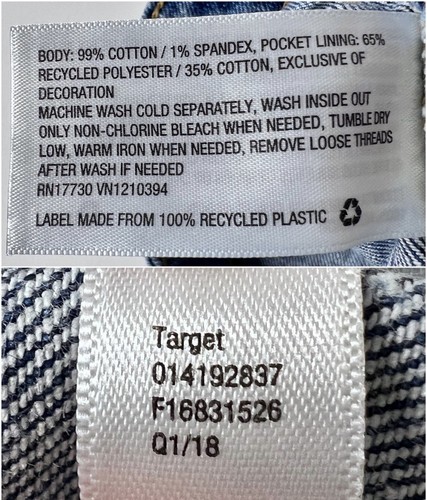 BODY: 99% COTTON / 1% SPANDEX, POCKET LINING: 65%
RECYCLED POLYESTER / 35% COTTON, EXCLUSIVE OF
DECORATION
MACHINE WASH COLD SEPARATELY, WASH INSIDE OUT
ONLY NON-CHLORINE BLEACH WHEN NEEDED, TUMBLE DRY
LOW, WARM IRON WHEN NEEDED, REMOVE LOOSE THREADS
AFTER WASH IF NEEDED
RN17730 VN1210394
LABEL MADE FROM 100% RECYCLED PLASTIC
Target
014192837
F16831526
Q1/18